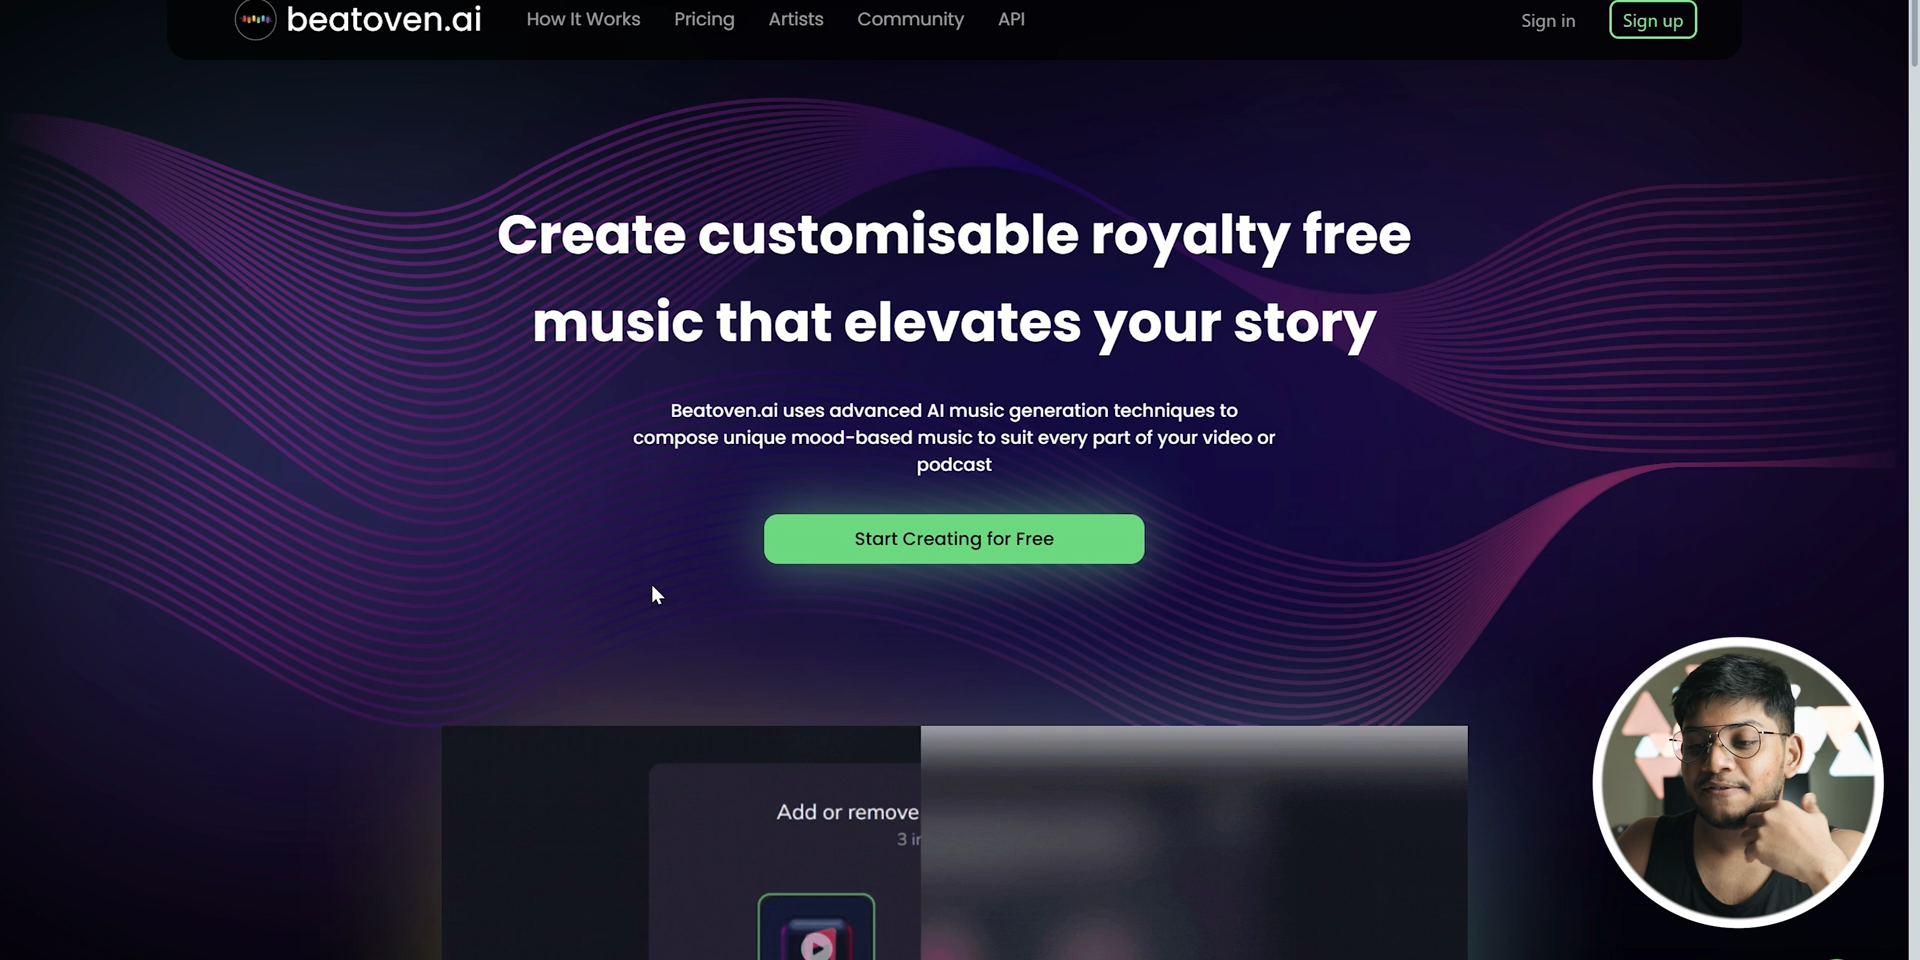 beatoven.ai How It Works Pricing Artists Community API Sign in Sign up
Create customisable royalty free
music that elevates your story
Beatoven.ai uses advanced AI music generation techniques to
compose unique mood-based music to suit every part of your video or
podcast
Start Creating for Free
Add or remove
3 in